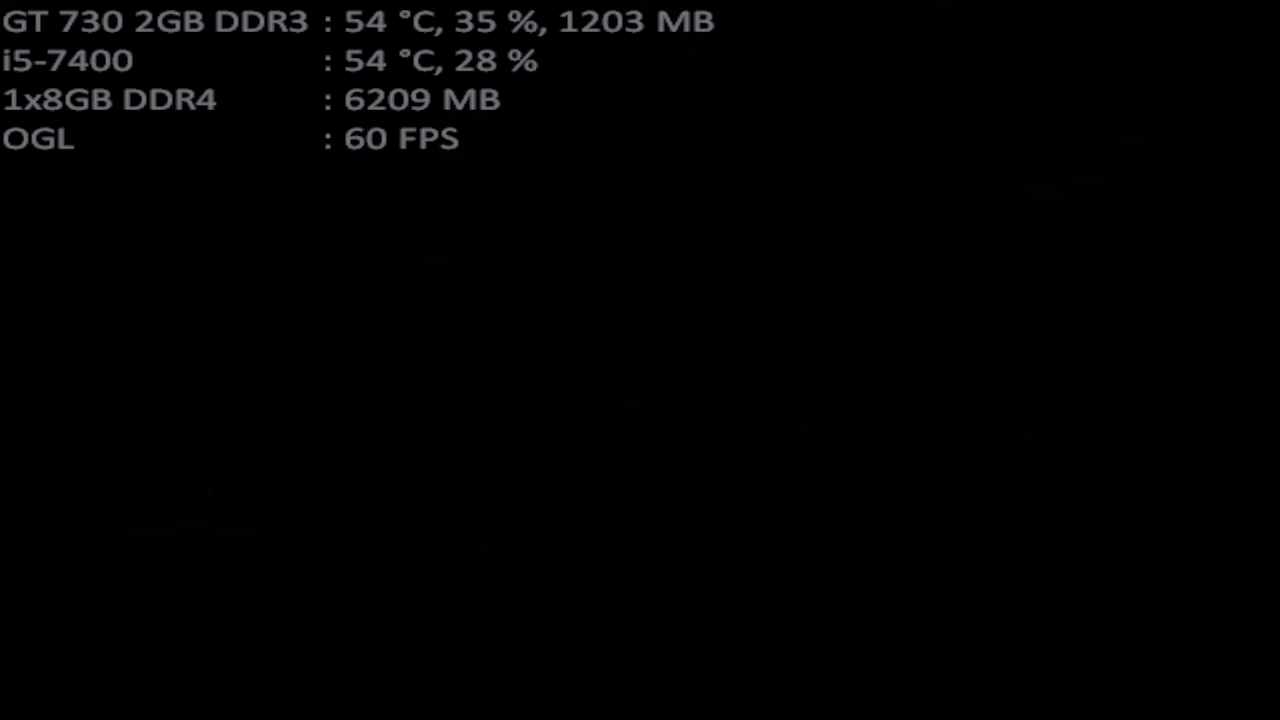 GT 730 2GB DDR3 : 54 °C, 35 %, 1203 MB
i5-7400 : 54 °C, 28 %
1x8GB DDR4 : 6209 MB
OGL : 60 FPS